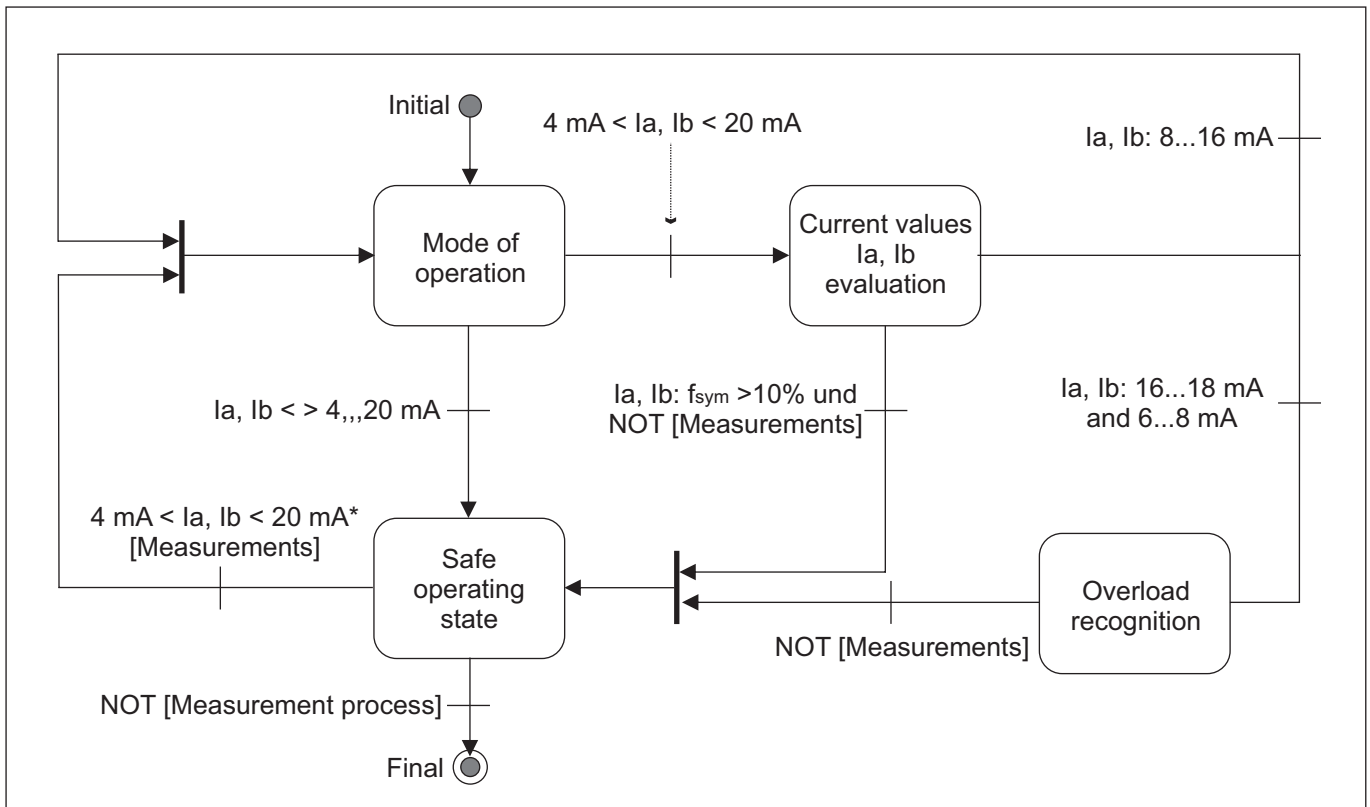 Initial
4 mA < Ia, Ib < 20 mA
Ia, Ib: 8...16 mA
Mode of
operation
Current values
Ia, Ib
evaluation
Ia, Ib < > 4,,,20 mA
Ia, Ib: fsym >10% und
NOT [Measurements]
Ia, Ib: 16...18 mA
and 6...8 mA
4 mA < Ia, Ib < 20 mA*
[Measurements]
Safe
operating
state
Overload
recognition
NOT [Measurements]
NOT [Measurement process]
Final